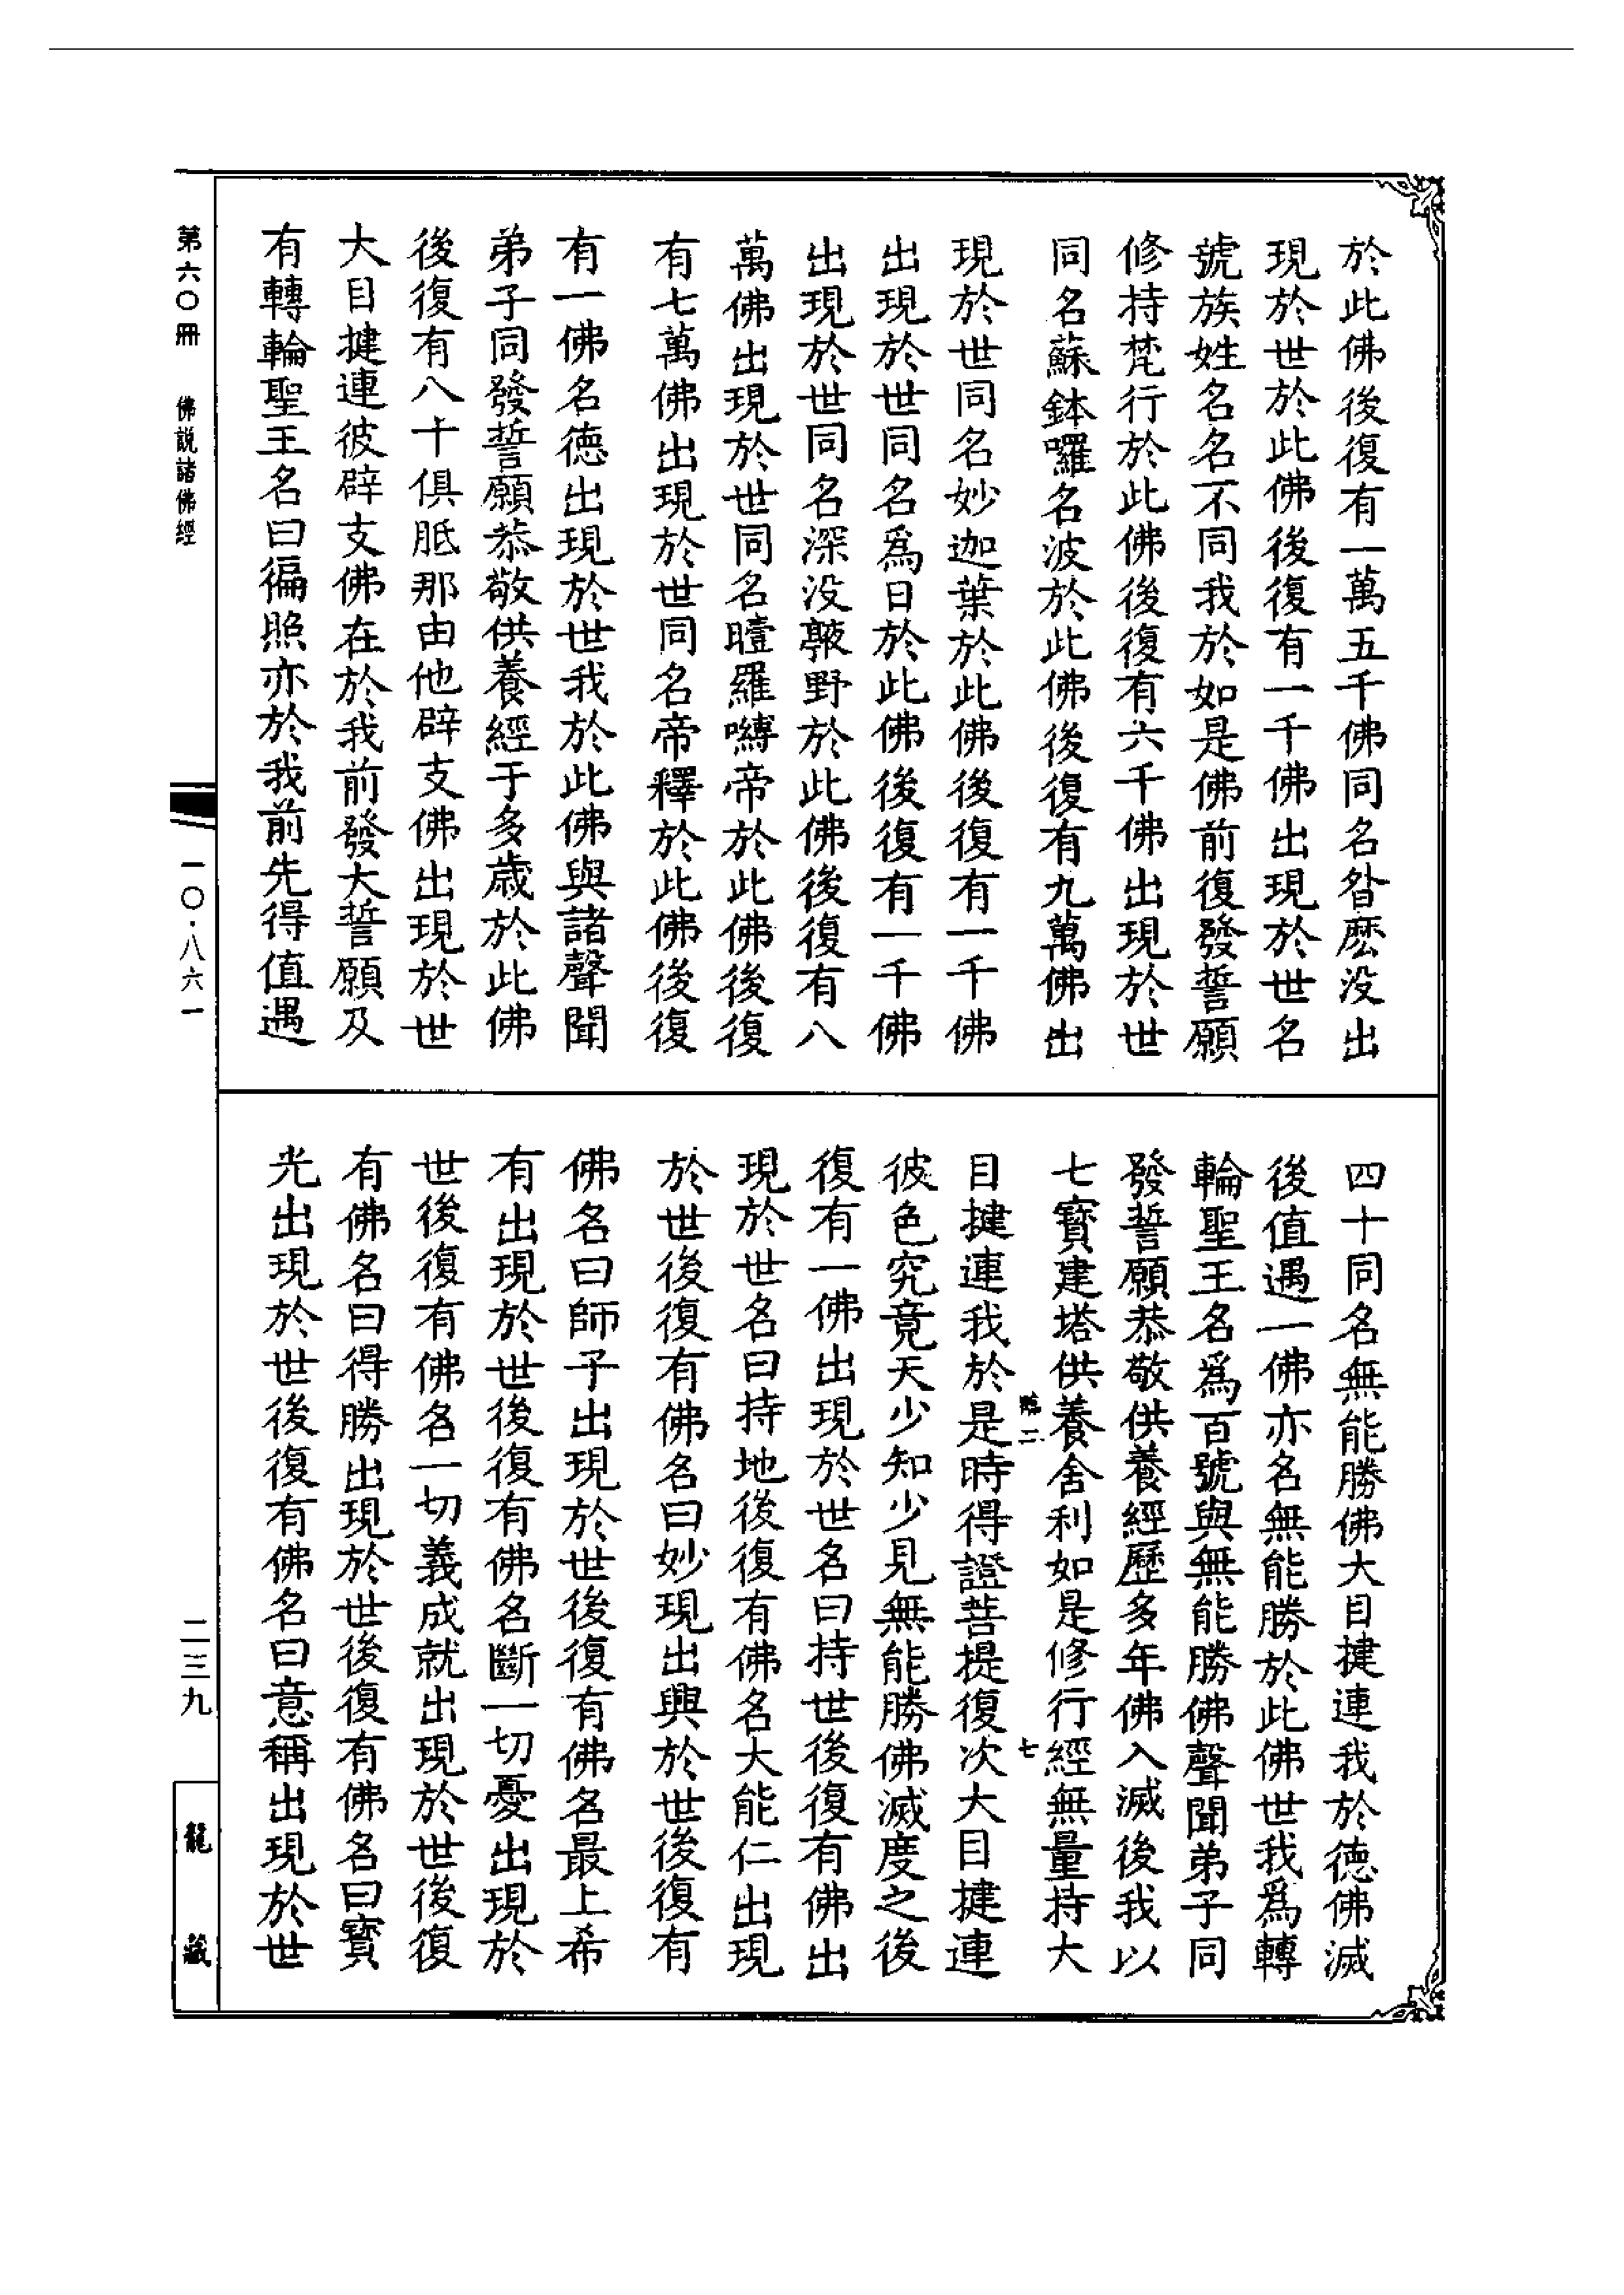 於此佛後復有一萬五千佛同名昝麽没出
現於世於此佛後復有一千佛出現於世名
號族姓名名不同我於如是佛前復發誓願
修持梵行於此佛後復有六千佛出現於世
同名蘇鉢囉名波於此佛後復有九萬佛出
現於世同名妙迦葉於此佛後復有一千佛
出現於世同名爲日於此佛後復有一千佛
出現於世同名深没㲉野於此佛後復有八
萬佛出現於世同名曀羅嚩帝於此佛後復
有七萬佛出現於世同名帝釋於此佛後復
有一佛名德出現於世我於此佛與諸聲聞
弟子同發誓願恭敬供養經于多歲於此佛
後復有八十俱胝那由他辟支佛出現於世
大目揵連彼辟支佛在於我前發大誓願及
有轉輪聖王名曰徧照亦於我前先得值遇
四十同名無能勝佛大目揵連我於德佛滅
後值遇一佛亦名無能勝於此佛世我爲轉
輪聖王名爲百號與無能勝佛聲聞弟子同
發誓願恭敬供養經歷多年佛入滅後我以
七寶建塔供養舍利如是修行經無量持大
二 七
目揵連我於是時得證菩提復次大目揵連
彼色究竟天少知少見無能勝佛滅度之後
復有一佛出現於世名曰持世後復有佛出
現於世名曰持地後復有佛名大能仁出現
於世後復有佛名曰妙現出興於世後復有
佛名曰師子出現於世後復有佛名最上希
有出現於世後復有佛名斷一切憂出現於
世後復有佛名一切義成就出現於世後復
有佛名曰得勝出現於世後復有佛名曰寶
光出現於世後復有佛名曰意稱出現於世
第六〇冊 佛説諸佛經
一〇·八六一
二三九
龍藏